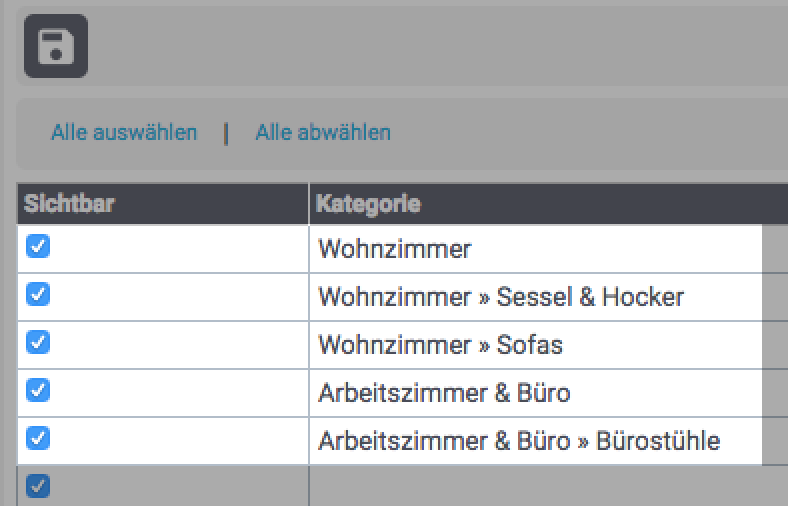 Alle auswählen | Alle abwählen
Sichtbar Kategorie
Wohnzimmer
Wohnzimmer » Sessel & Hocker
Wohnzimmer » Sofas
Arbeitszimmer & Büro
Arbeitszimmer & Büro » Bürostühle